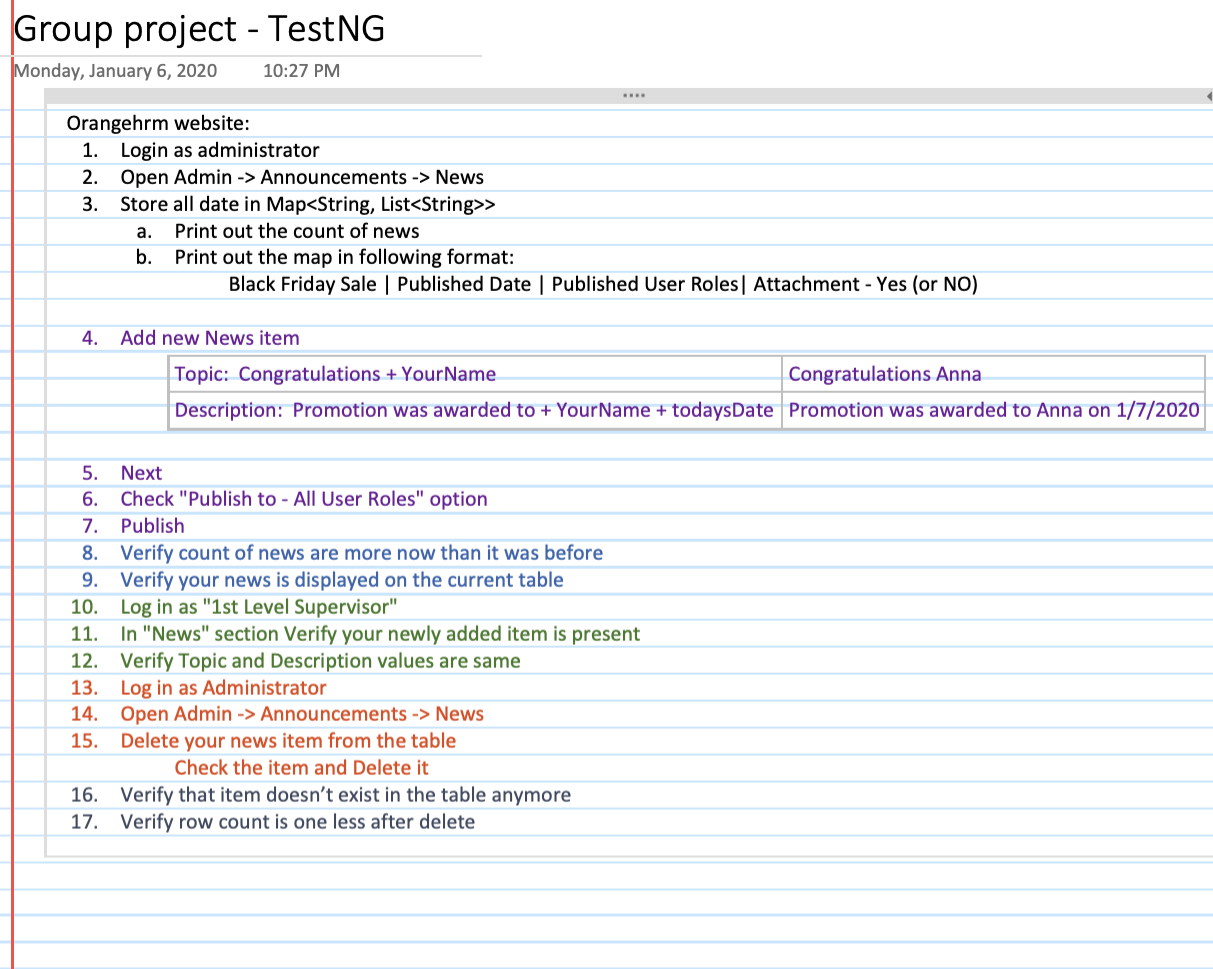 Group project - TestNG
Monday, January 6, 2020 10:27 PM
Orangehrm website:
1. Login as administrator
2. Open Admin -> Announcements -> News
3. Store all date in Map<String, List<String>>
a. Print out the count of news
b. Print out the map in following format:
Black Friday Sale | Published Date | Published User Roles| Attachment - Yes (or NO)
4. Add new News item
Topic: Congratulations + YourName Congratulations Anna
Description: Promotion was awarded to + YourName + todaysDate Promotion was awarded to Anna on 1/7/2020
5. Next
6. Check "Publish to - All User Roles" option
7. Publish
8. Verify count of news are more now than it was before
9. Verify your news is displayed on the current table
10. Log in as "1st Level Supervisor"
11. In "News" section Verify your newly added item is present
12. Verify Topic and Description values are same
13. Log in as Administrator
14. Open Admin -> Announcements -> News
15. Delete your news item from the table
Check the item and Delete it
16. Verify that item doesn’t exist in the table anymore
17. Verify row count is one less after delete